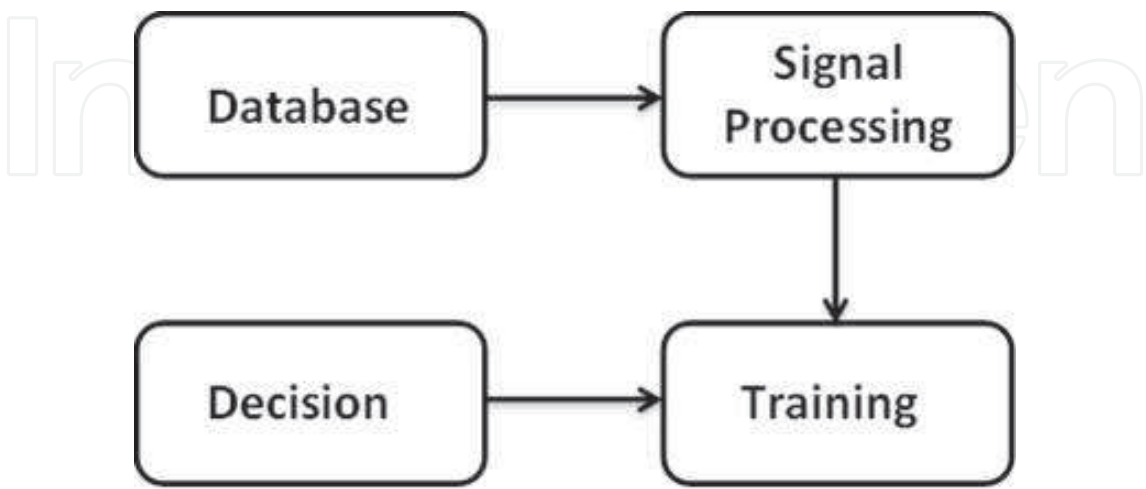 Database
Signal
Processing
Decision
Training